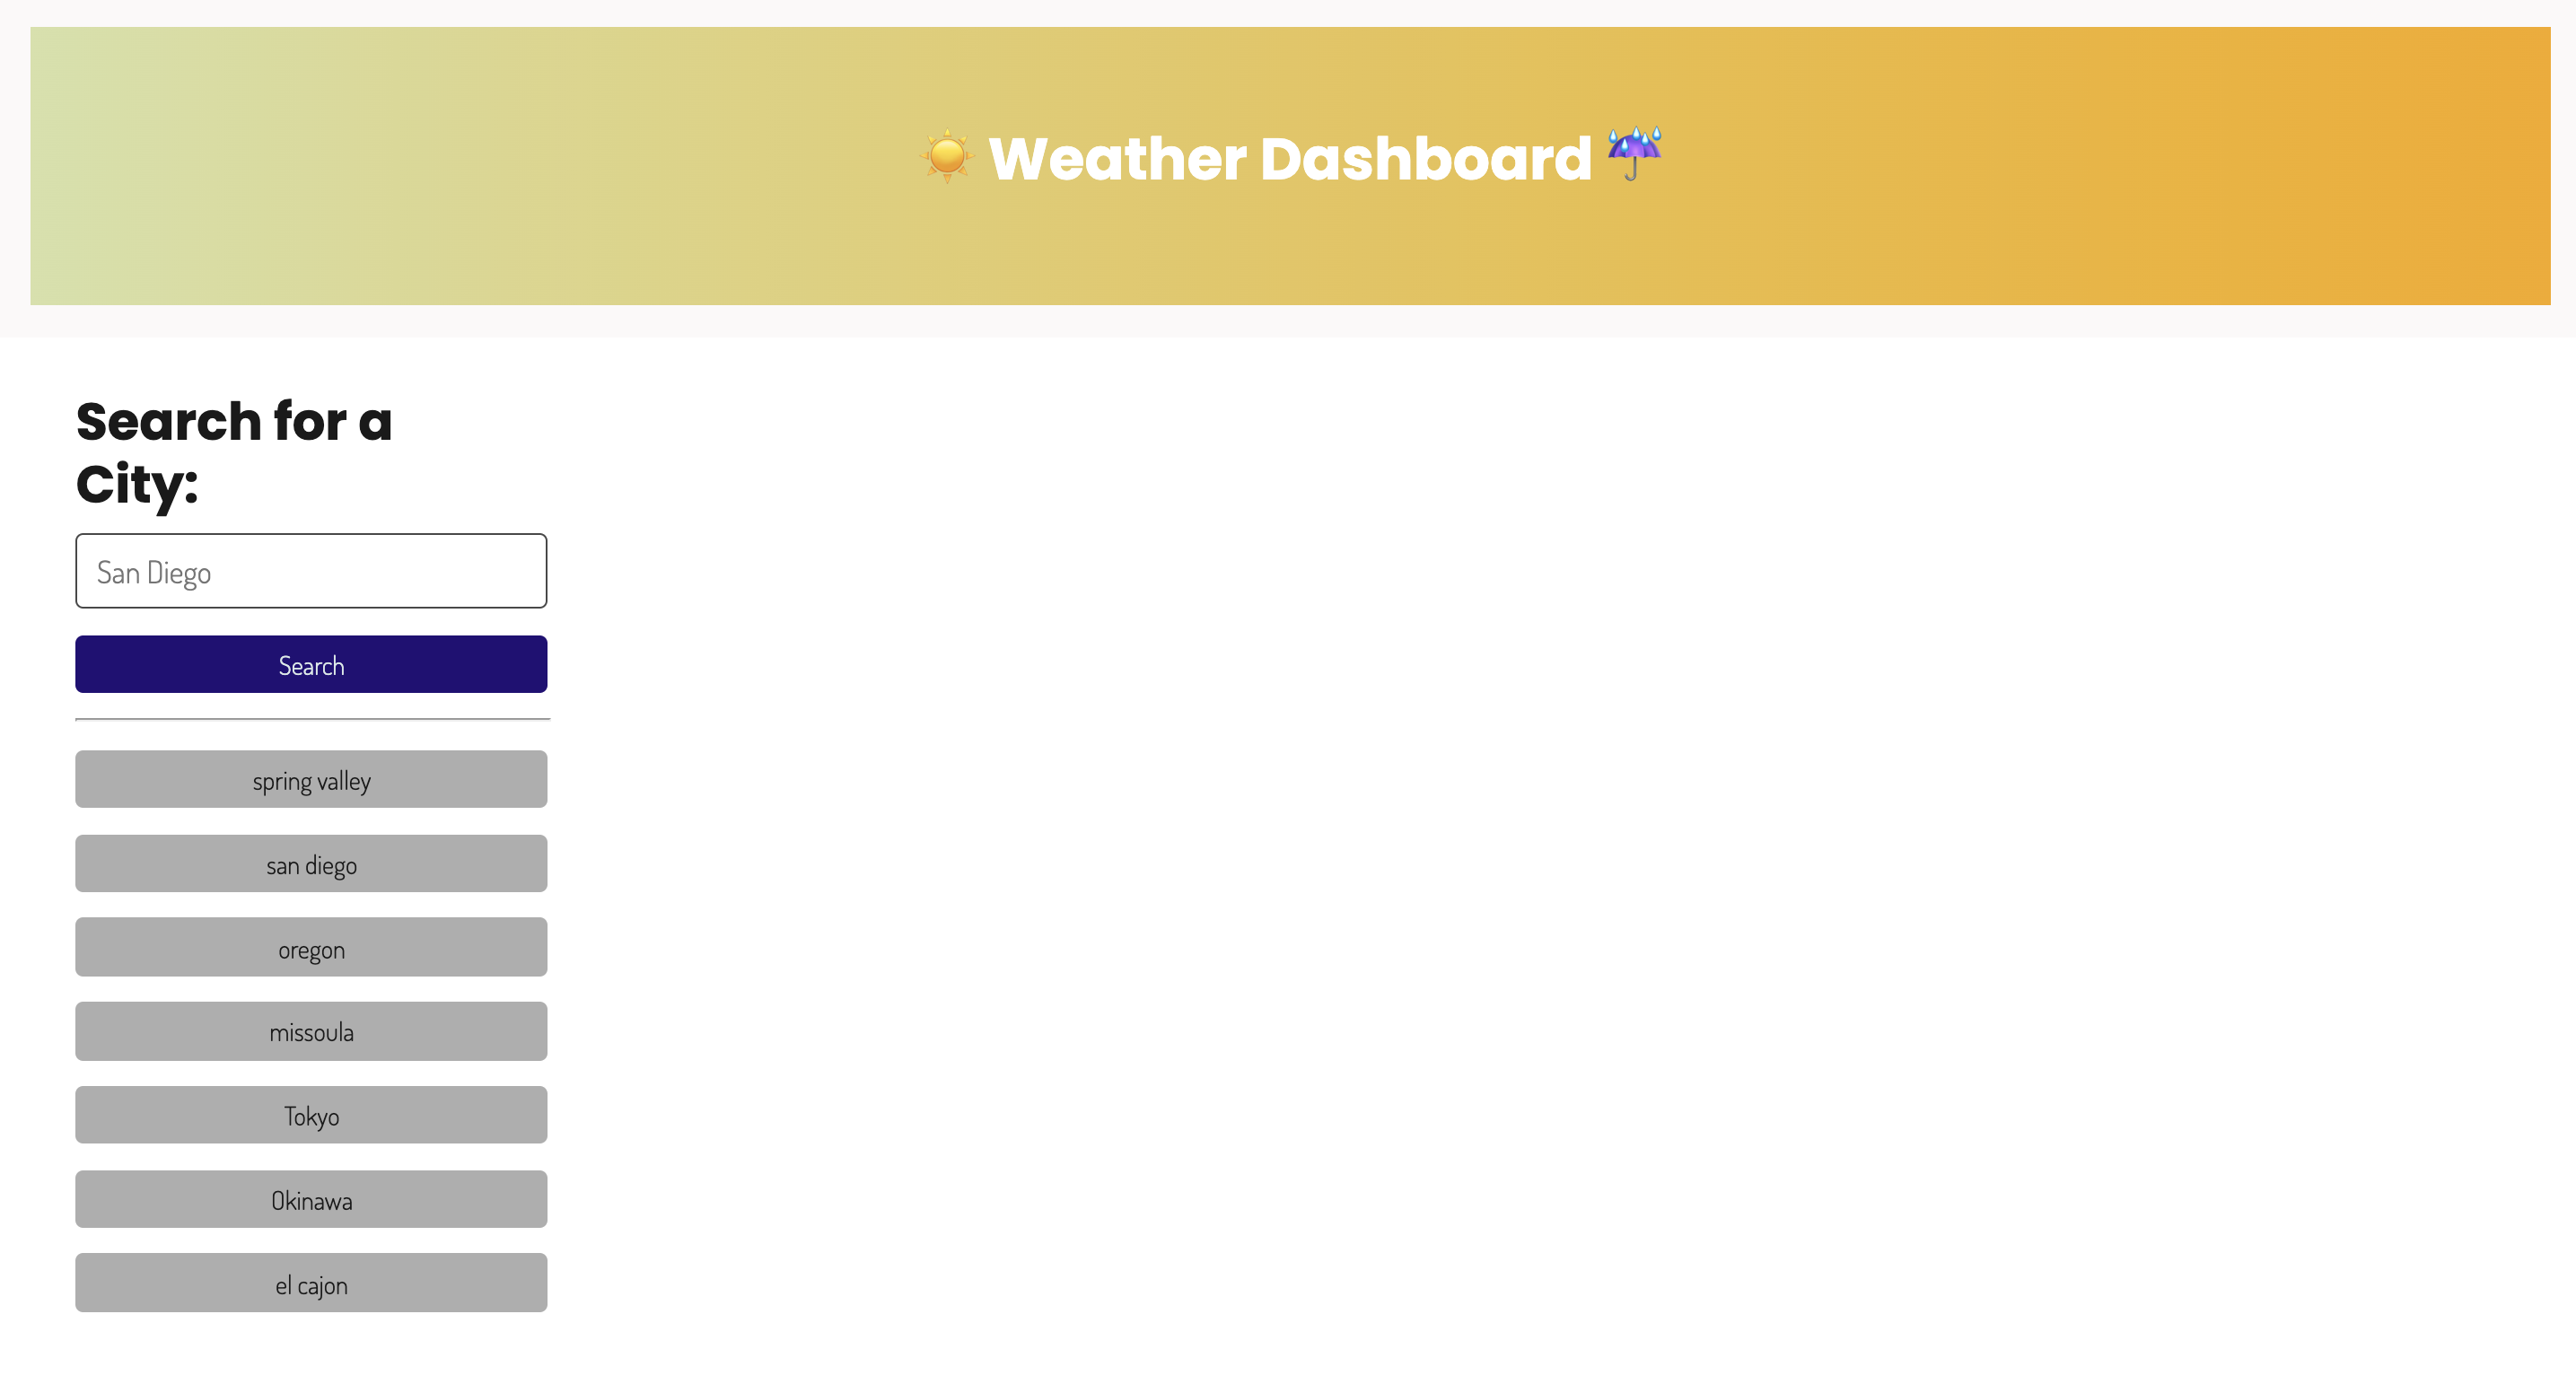 ☀️ Weather Dashboard ☔
Search for a
City:
San Diego
Search
spring valley
san diego
oregon
missoula
Tokyo
Okinawa
el cajon